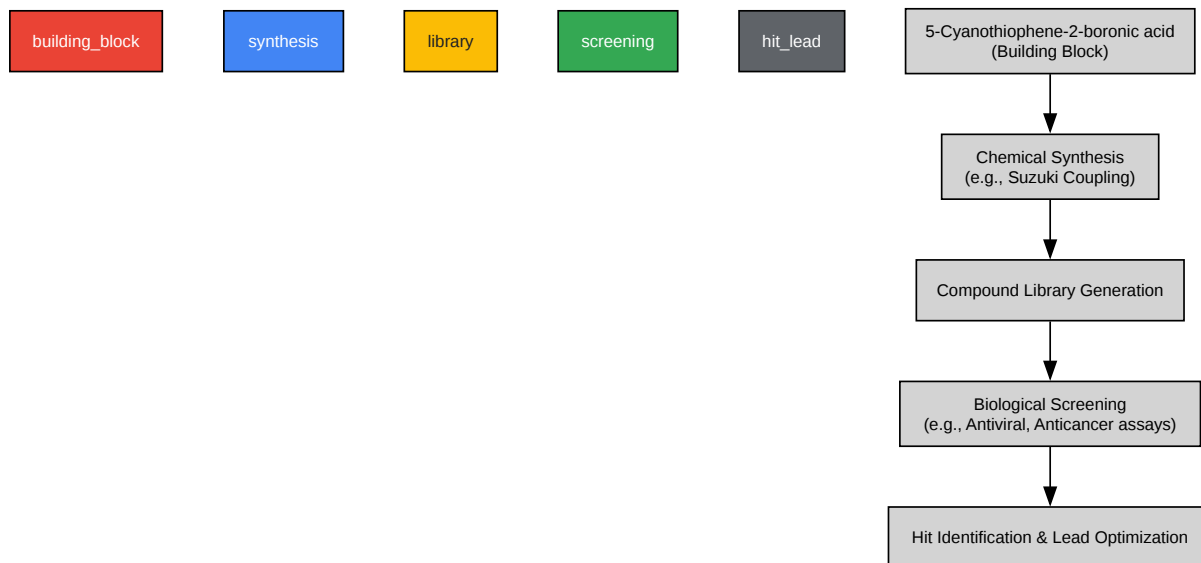 building_block
synthesis
library
screening
hit_lead
5-Cyanothiophene-2-boronic acid
(Building Block)
Chemical Synthesis
(e.g., Suzuki Coupling)
Compound Library Generation
Biological Screening
(e.g., Antiviral, Anticancer assays)
Hit Identification & Lead Optimization